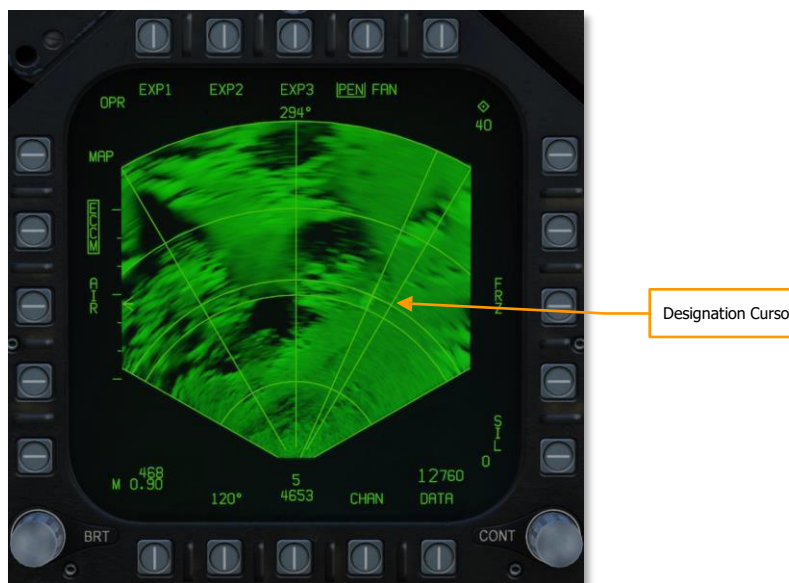 EXP1 EXP2 EXP3 PEN FAN
OPR
294°
40
MAP
ECCM
AIR
FRZ
Designation Curso
SIL
0
468
M 0.90
120°
5
4653
CHAN
12760
DATA
BRT
CONT